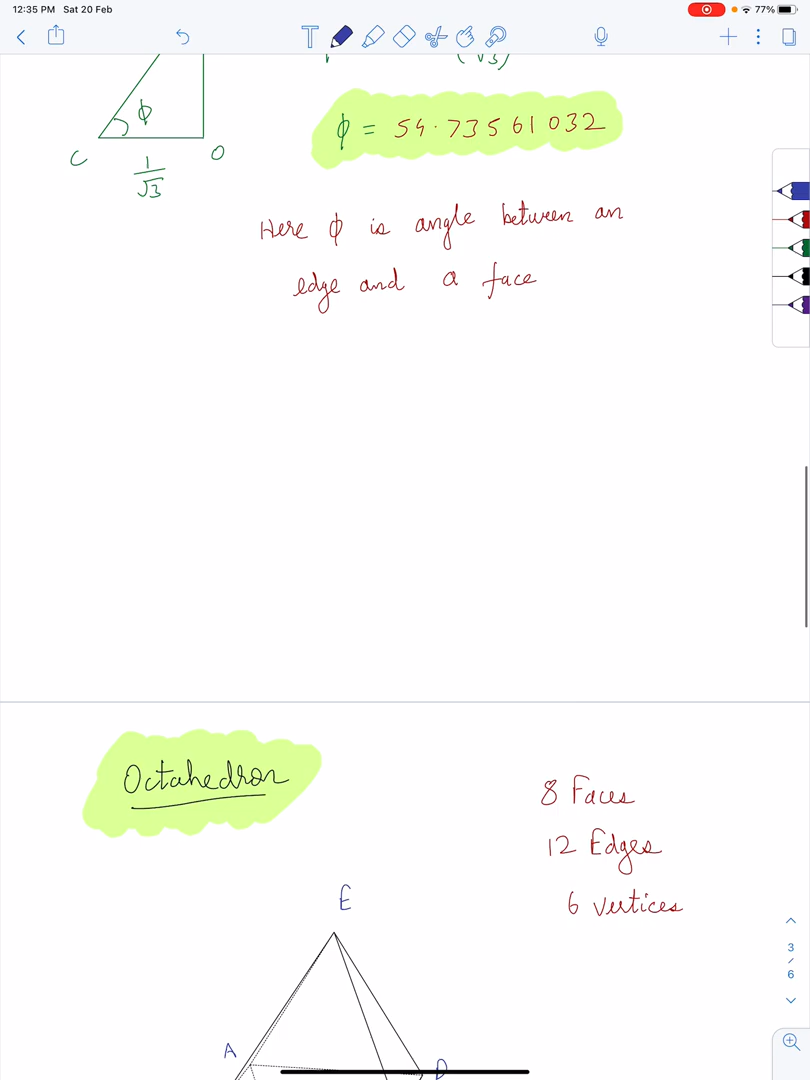 12:35 PM Sat 20 Feb
77%
T
(√3)
ϕ
ϕ = 54.73561032
C
O
1
√3
Here ϕ is angle between an
edge and a face
Octahedron
8 Faces
12 Edges
6 vertices
E
A
D
3
/
6